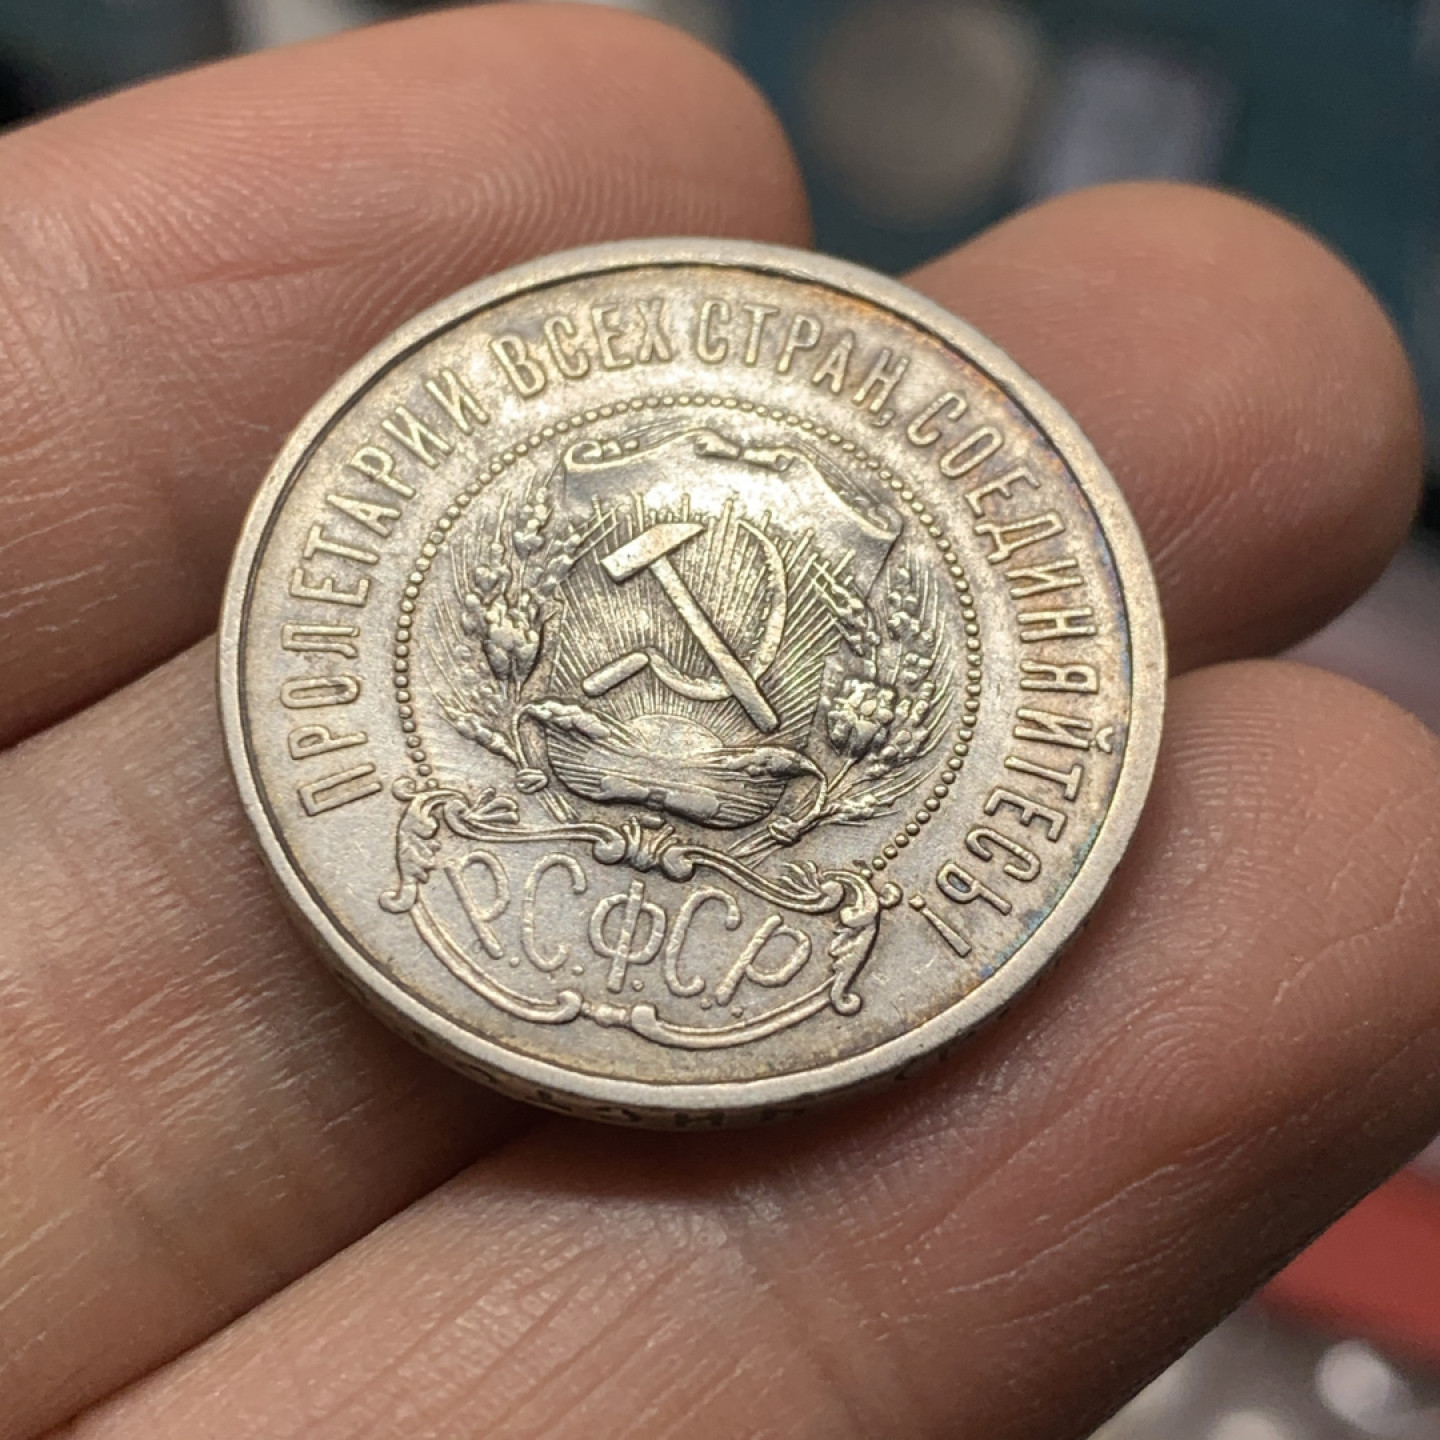 ПРОЛЕТАРИИ ВСЕХ СТРАН, СОЕДИНЯЙТЕСЬ!
Р.С.Ф.С.Р.